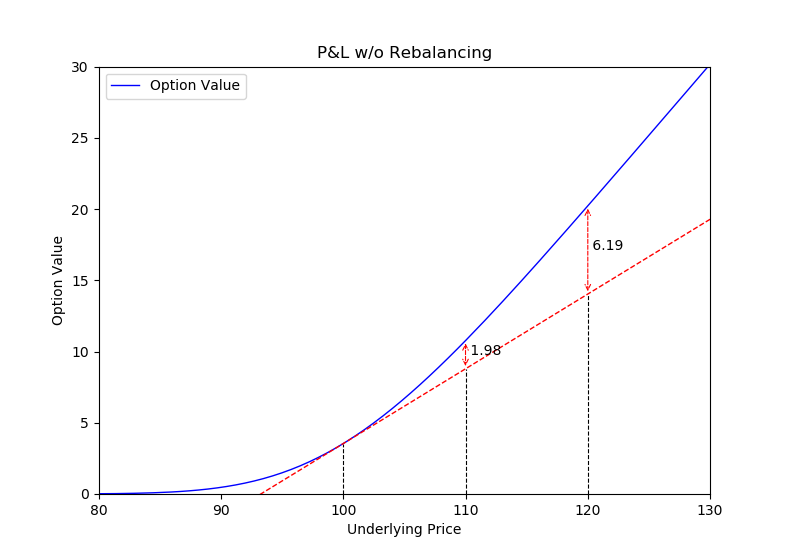 P&L w/o Rebalancing
Option Value
30
25
20
15
10
5
0
Option Value
6.19
1.98
80 90 100 110 120 130
Underlying Price